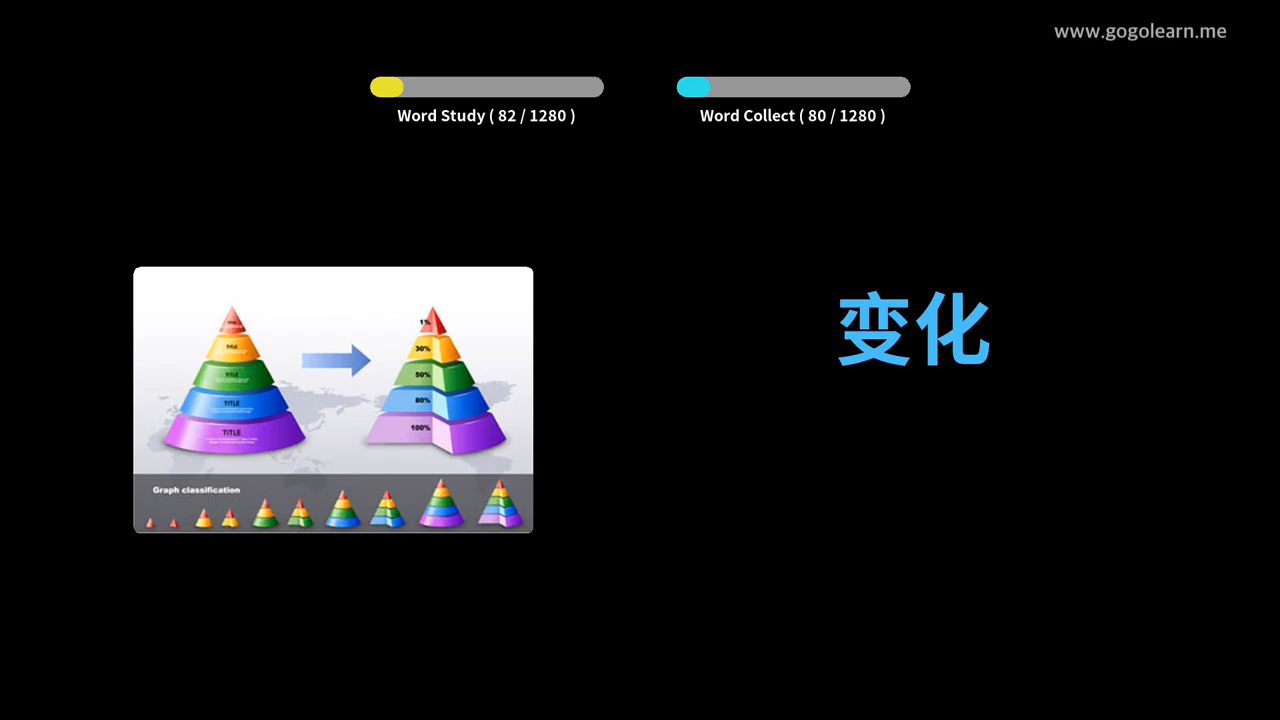 www.gogolearn.me
Word Study ( 82 / 1280 )
Word Collect ( 80 / 1280 )
变化
TITLE
TITLE
TITLE
TITLE
1%
30%
50%
80%
100%
Graph classification